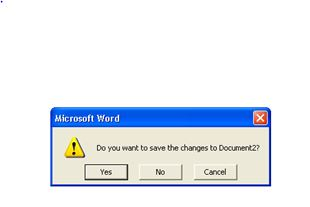 Microsoft Word
Do you want to save the changes to Document2?
Yes No Cancel